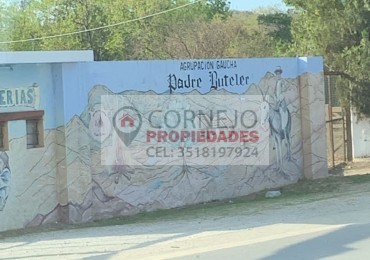 AGRUPACION GAUCHA
Padre Buteler
ERIAS
CORNEJO
PROPIEDADES
CEL: 3518197924